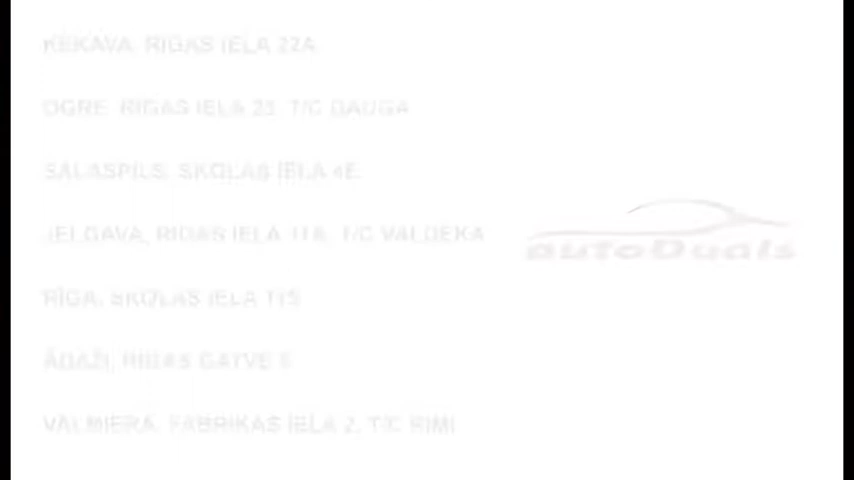 ĶEKAVA, RĪGAS IELA 22A
OGRE, RĪGAS IELA 23, T/C DAUGA
SALASPILS, SKOLAS IELA 4E
JELGAVA, RĪGAS IELA 11A, T/C VALDEKA
autoDuals
RĪGA, SKOLAS IELA
ĀDAŽI, RĪGAS GATVE 5
VALMIERA, FABRIKAS IELA 2, T/C RIMI